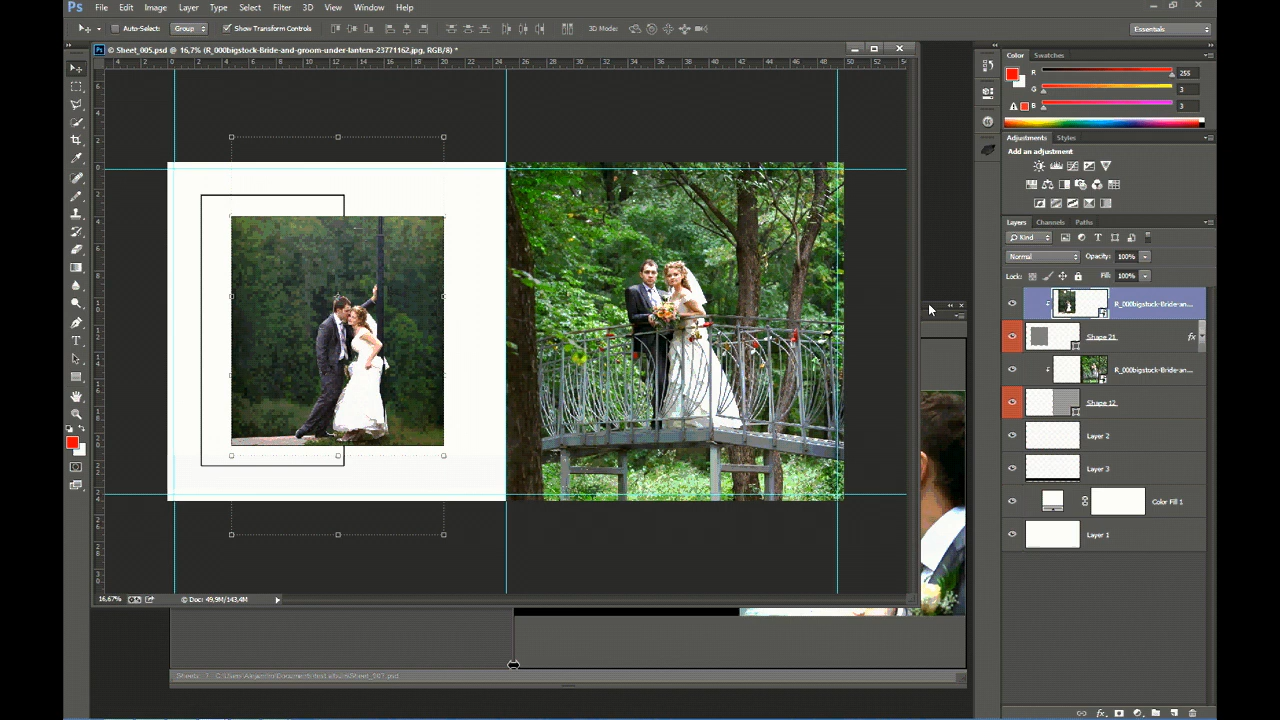 Ps File Edit Image Layer Type Select Filter 3D View Window Help
Auto-Select: Group Show Transform Controls 3D Mode: Essentials
© Sheet_005.psd @ 16,7% (R_000bigstock-Bride-and-groom-under-lantern-23771162.jpg, RGB/8) *
Color Swatches
R 255
G 3
B 3
Adjustments Styles
Add an adjustment
Layers Channels Paths
Kind
Normal Opacity: 100%
Lock: Fill: 100%
R_000bigstock-Bride-an...
Shape 21 fx
R_000bigstock-Bride-an...
Shape 12
Layer 2
Layer 3
Color Fill 1
Layer 1
16,67% © Doc: 49,9M/143,4M